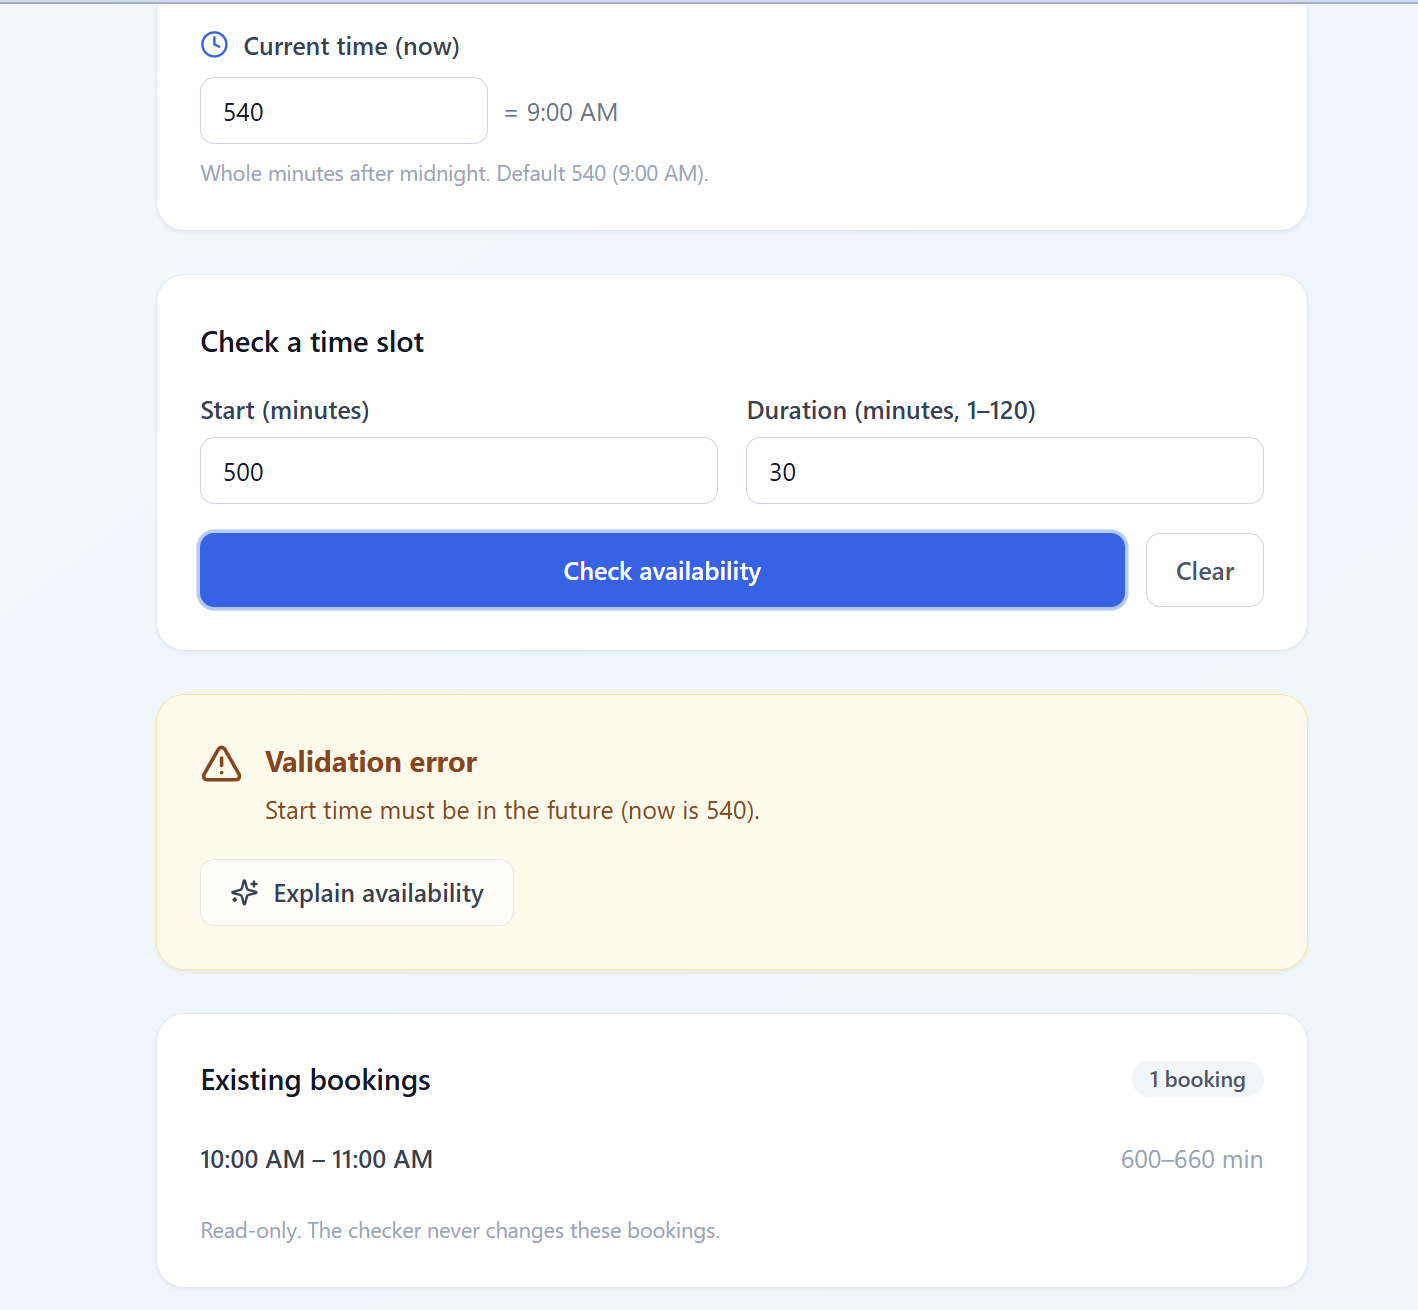 Current time (now)
540
= 9:00 AM
Whole minutes after midnight. Default 540 (9:00 AM).
Check a time slot
Start (minutes)
Duration (minutes, 1–120)
500
30
Check availability
Clear
Validation error
Start time must be in the future (now is 540).
Explain availability
Existing bookings
1 booking
10:00 AM – 11:00 AM
600–660 min
Read-only. The checker never changes these bookings.